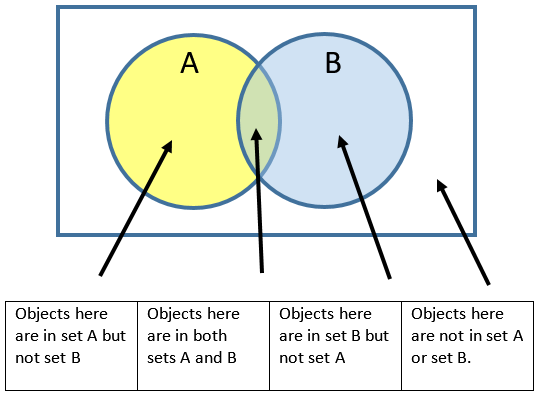 A
B
Objects here
are in set A but
not set B
Objects here
are in both
sets A and B
Objects here
are in set B but
not set A
Objects here
are not in set A
or set B.